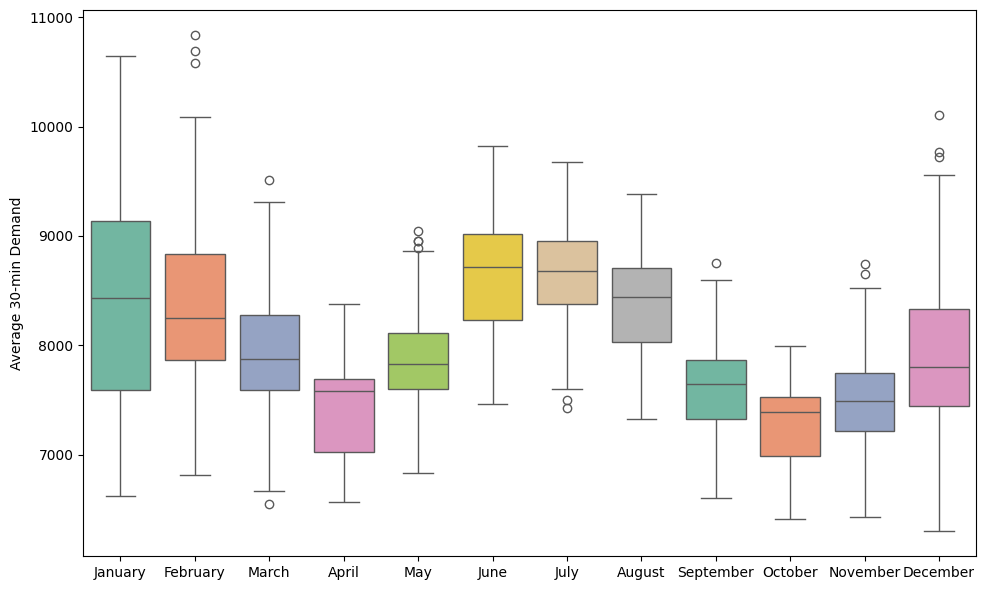 11000
10000
9000
8000
7000
Average 30-min Demand
January February March April May June July August September October November December